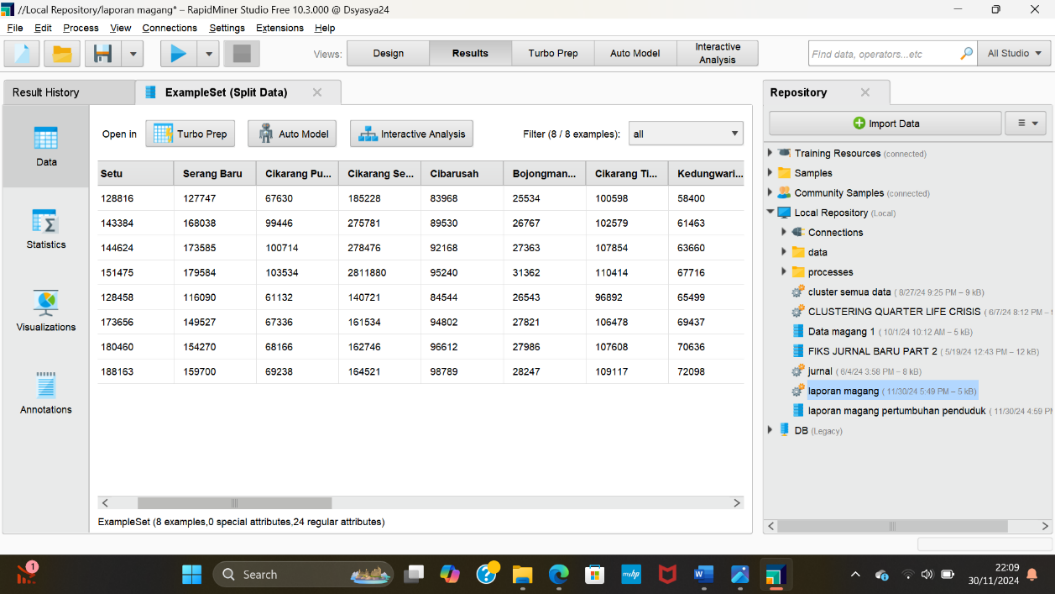 //Local Repository/laporan magang* – RapidMiner Studio Free 10.3.000 @ Dsyasya24
File Edit Process View Connections Settings Extensions Help
Views: Design Results Turbo Prep Auto Model Interactive Analysis
Find data, operators...etc All Studio
Result History ExampleSet (Split Data)
Open in Turbo Prep Auto Model Interactive Analysis Filter (8 / 8 examples): all
Data
Statistics
Visualizations
Annotations
Setu Serang Baru Cikarang Pu... Cikarang Se... Cibarusah Bojongman... Cikarang Ti... Kedungwari...
128816 127747 67630 185228 83968 25534 100598 58400
143384 168038 99446 275781 89530 26767 102579 61463
144624 173585 100714 278476 92168 27363 107854 63660
151475 179584 103534 2811880 95240 31362 110414 67716
128458 116090 61132 140721 84544 26543 96892 65499
173656 149527 67336 161534 94802 27821 106478 69437
180460 154270 68166 162746 96612 27986 107608 70636
188163 159700 69238 164521 98789 28247 109117 72098
ExampleSet (8 examples,0 special attributes,24 regular attributes)
Repository
Import Data
Training Resources (connected)
Samples
Community Samples (connected)
Local Repository (Local)
Connections
data
processes
cluster semua data ( 8/27/24 9:25 PM – 9 kB)
CLUSTERING QUARTER LIFE CRISIS ( 6/7/24 8:12 PM – 1
Data magang 1 ( 10/1/24 10:12 AM – 5 kB)
FIKS JURNAL BARU PART 2 ( 5/19/24 12:43 PM – 12 kB)
jurnal ( 6/4/24 3:58 PM – 8 kB)
laporan magang ( 11/30/24 5:49 PM – 5 kB)
laporan magang pertumbuhan penduduk ( 11/30/24 4:59 PM
DB (Legacy)
1
Search
22:09
30/11/2024